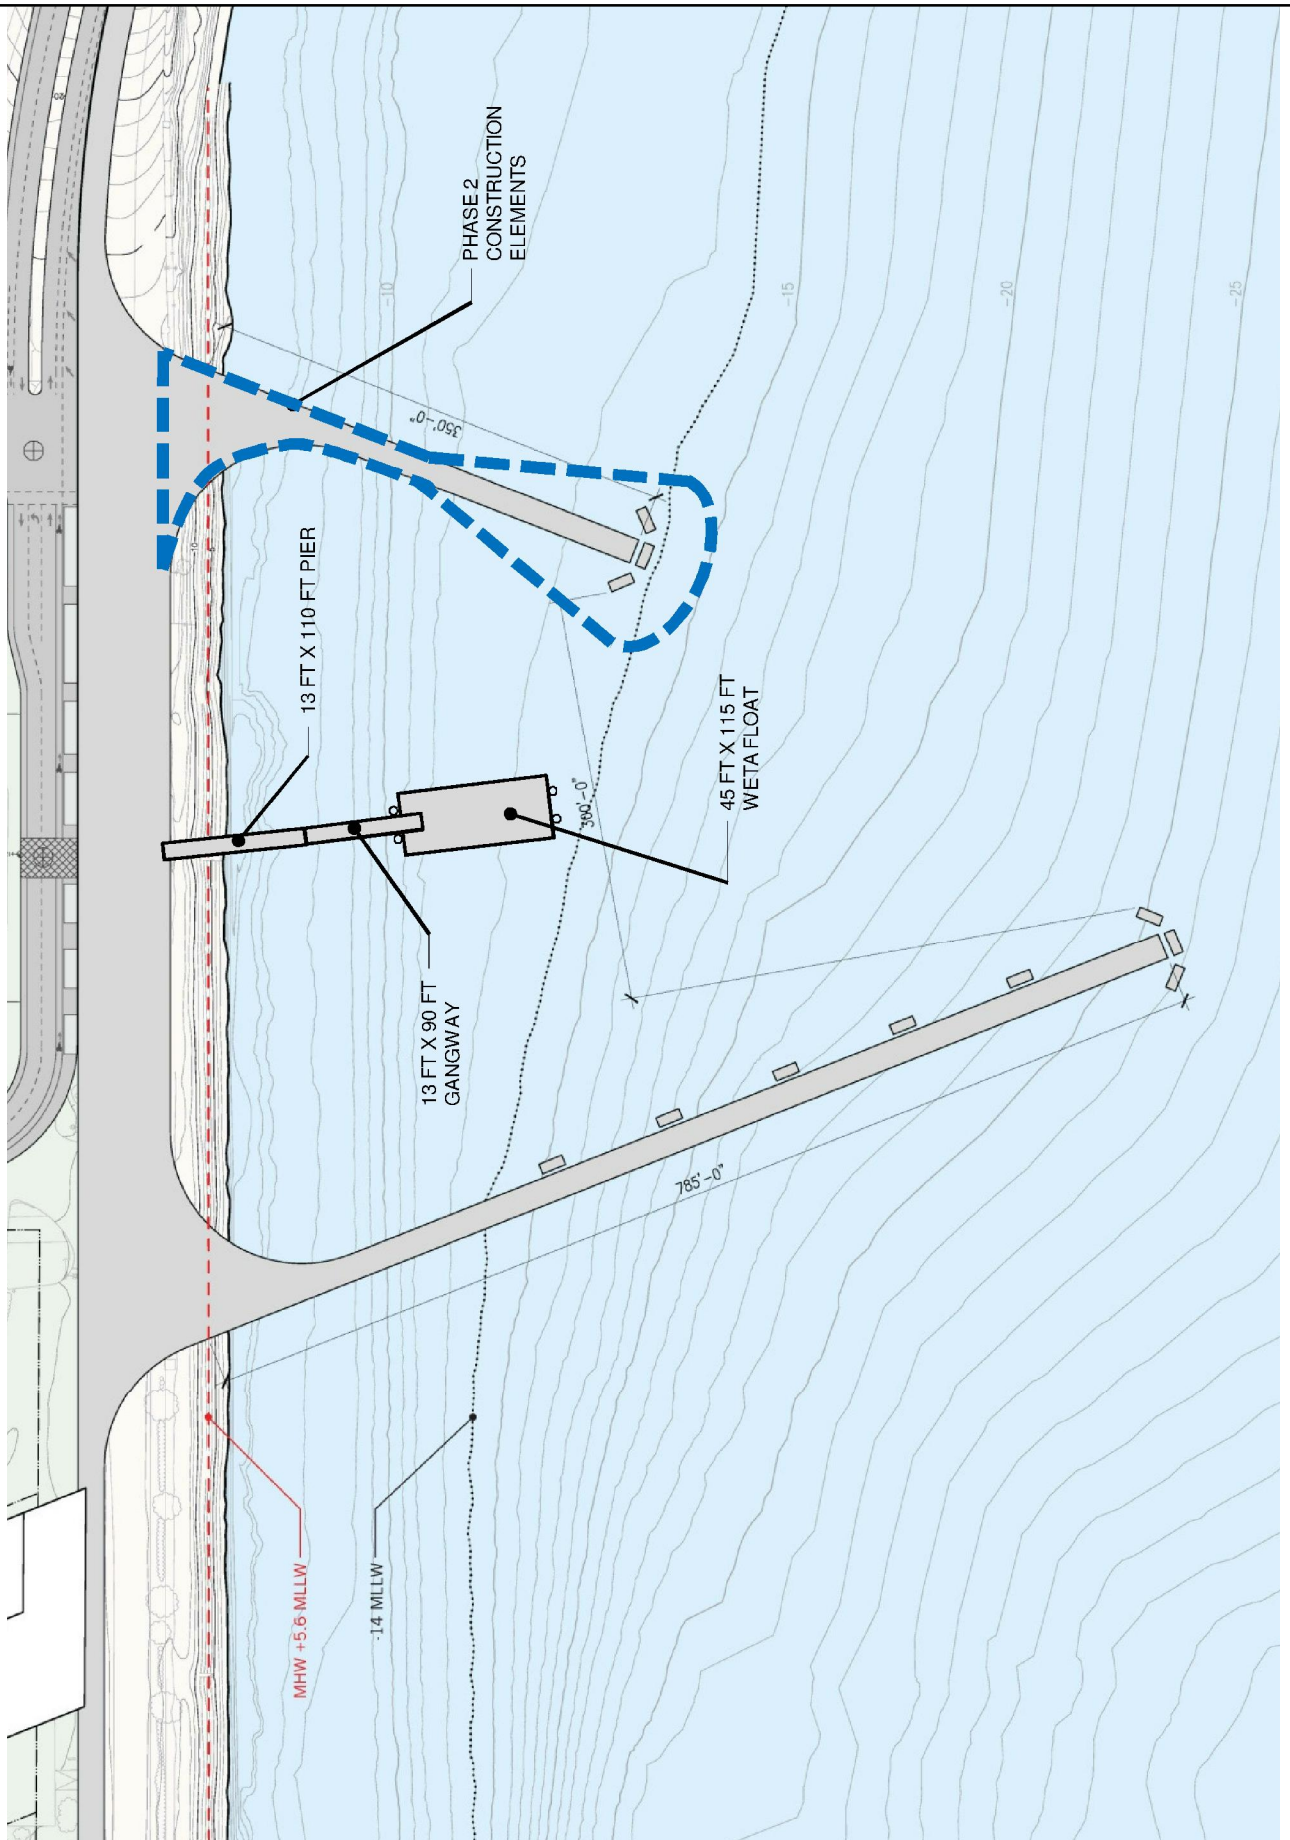 PHASE 2
CONSTRUCTION
ELEMENTS
-10
-15
-20
-25
350'-0"
13 FT X 110 FT PIER
45 FT X 115 FT
WETA FLOAT
300'-0"
13 FT X 90 FT
GANGWAY
785'-0"
MHW +5.6 MLLW
-14 MLLW